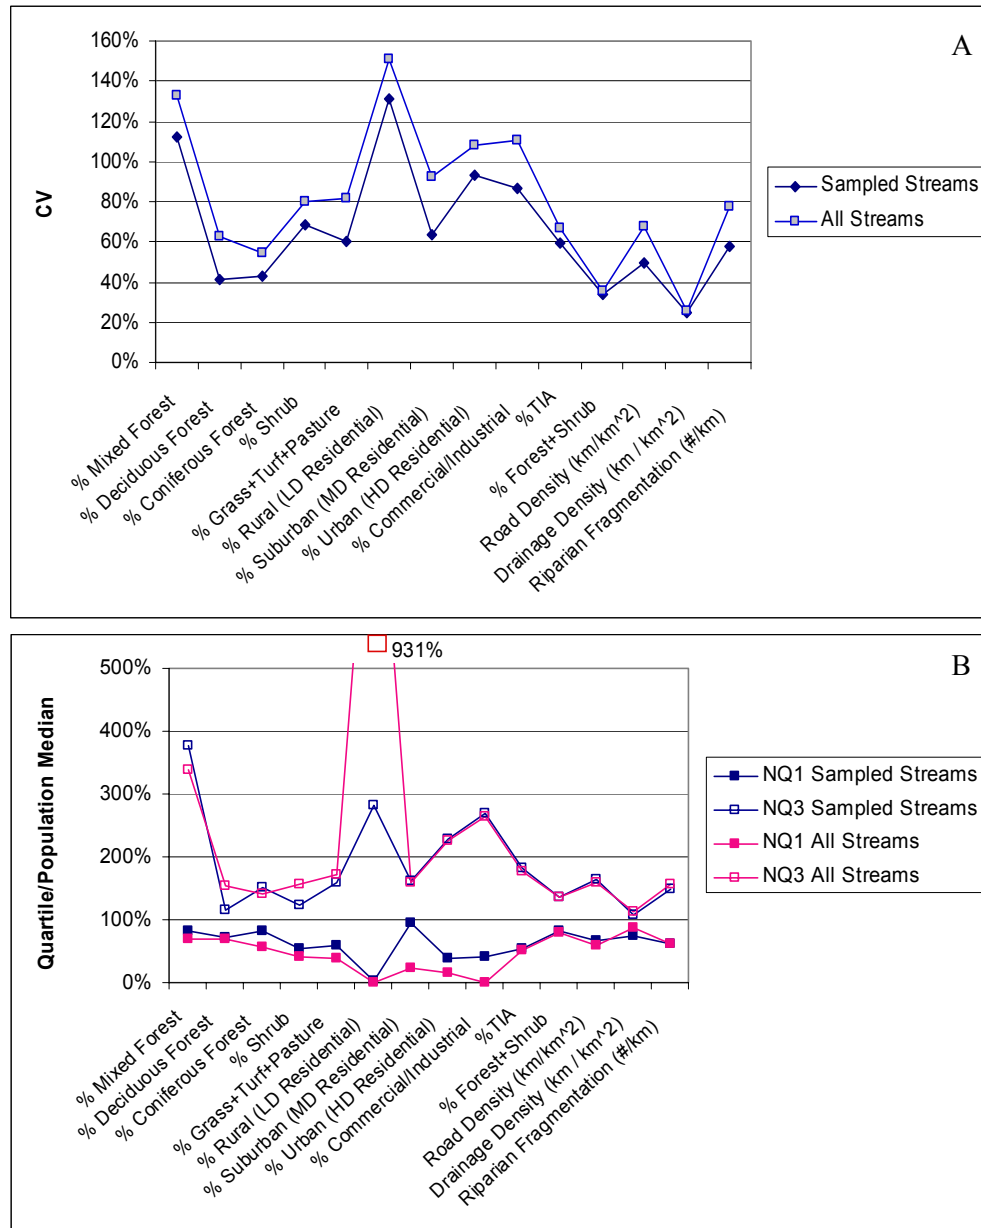 A
160%
140%
120%
100%
80%
60%
40%
20%
0%
CV
% Mixed Forest
% Deciduous Forest
% Coniferous Forest
% Shrub
% Grass+Turf+Pasture
% Rural (LD Residential)
% Suburban (MD Residential)
% Urban (HD Residential)
% Commercial/Industrial
%TIA
% Forest+Shrub
Road Density (km/km^2)
Drainage Density (km / km^2)
Riparian Fragmentation (#/km)
Sampled Streams
All Streams
B
931%
500%
400%
300%
200%
100%
0%
Quartile/Population Median
% Mixed Forest
% Deciduous Forest
% Coniferous Forest
% Shrub
% Grass+Turf+Pasture
% Rural (LD Residential)
% Suburban (MD Residential)
% Urban (HD Residential)
% Commercial/Industrial
%TIA
% Forest+Shrub
Road Density (km/km^2)
Drainage Density (km / km^2)
Riparian Fragmentation (#/km)
NQ1 Sampled Streams
NQ3 Sampled Streams
NQ1 All Streams
NQ3 All Streams